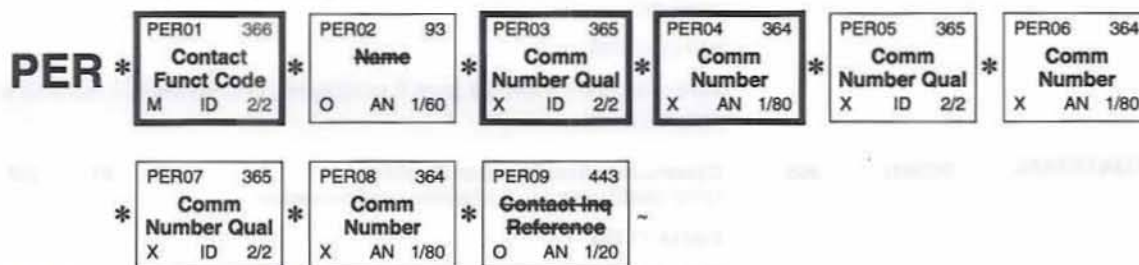 PER * PER01 366 * PER02 93 * PER03 365 * PER04 364 * PER05 365 * PER06 364
Contact Funct Code Name Comm Number Qual Comm Number Comm Number Qual Comm Number
M ID 2/2 O AN 1/60 X ID 2/2 X AN 1/80 X ID 2/2 X AN 1/80
* PER07 365 * PER08 364 * PER09 443 ~
Comm Number Qual Comm Number Contact Inq Reference
X ID 2/2 X AN 1/80 O AN 1/20